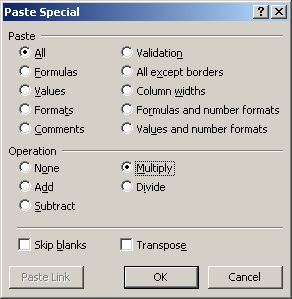 Paste Special
Paste
All
Validation
Formulas
All except borders
Values
Column widths
Formats
Formulas and number formats
Comments
Values and number formats
Operation
None
Multiply
Add
Divide
Subtract
Skip blanks
Transpose
Paste Link
OK
Cancel